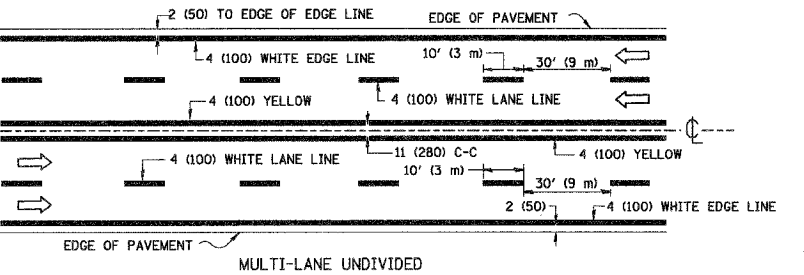 2 (50) TO EDGE OF EDGE LINE
EDGE OF PAVEMENT
4 (100) WHITE EDGE LINE
10' (3 m)
30' (9 m)
4 (100) YELLOW
4 (100) WHITE LANE LINE
℄
4 (100) WHITE LANE LINE
11 (280) C-C
4 (100) YELLOW
10' (3 m)
30' (9 m)
2 (50)
4 (100) WHITE EDGE LINE
EDGE OF PAVEMENT
MULTI-LANE UNDIVIDED